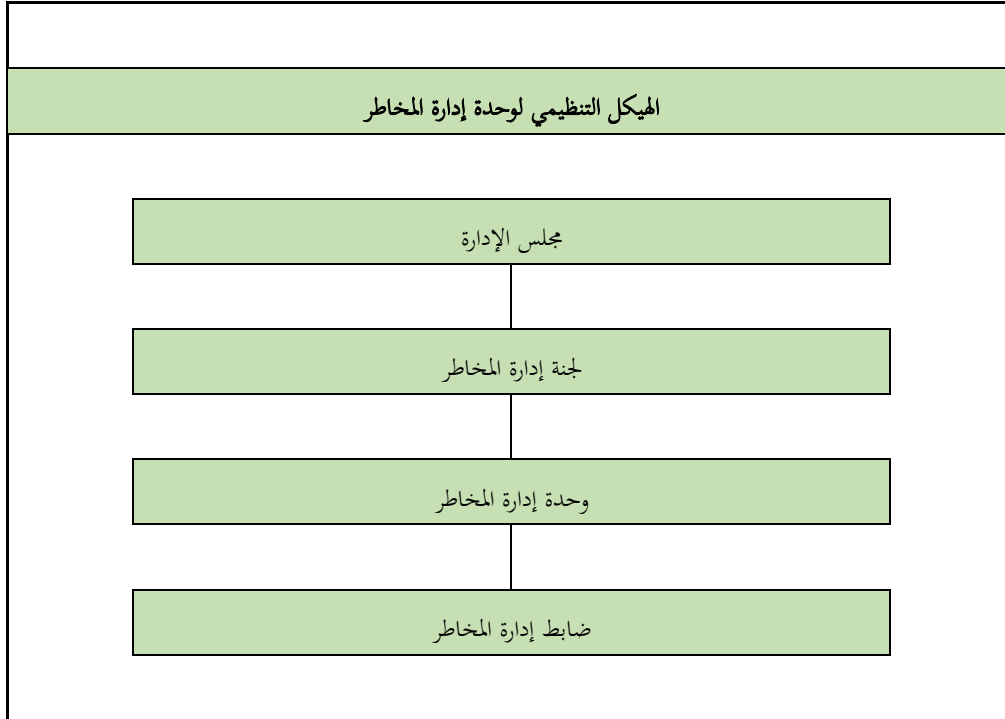 الهيكل التنظيمي لوحدة إدارة المخاطر
مجلس الإدارة
لجنة إدارة المخاطر
وحدة إدارة المخاطر
ضابط إدارة المخاطر